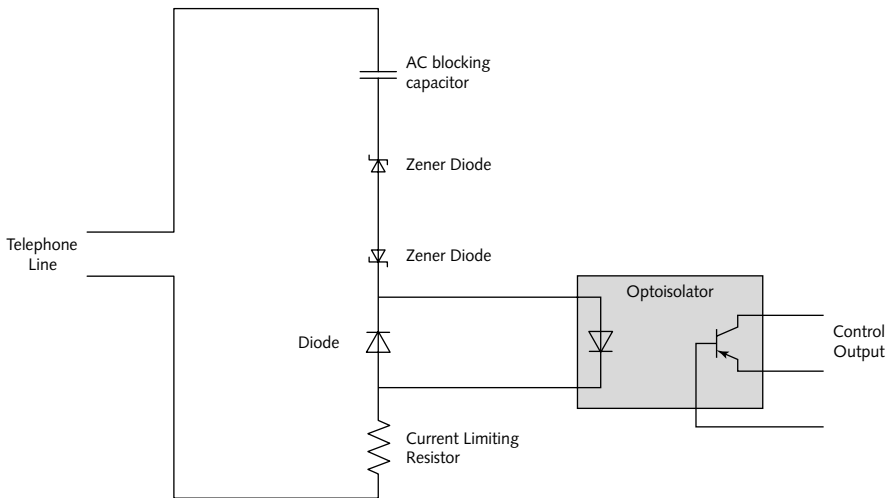 AC blocking
capacitor
Zener Diode
Telephone
Line
Zener Diode
Optoisolator
Diode
Control
Output
Current Limiting
Resistor